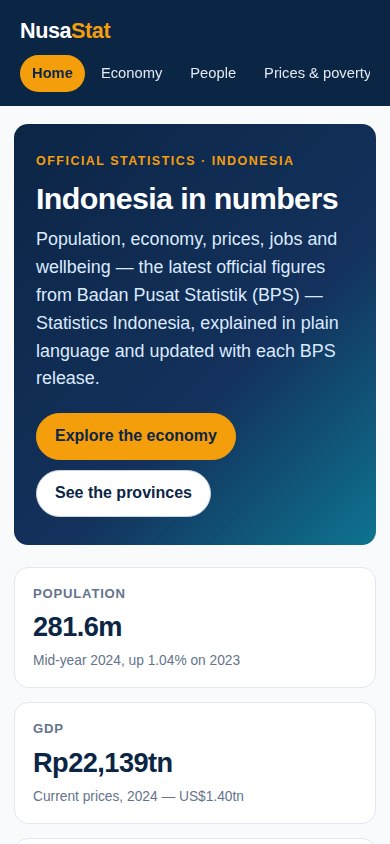 NusaStat
Home Economy People Prices & poverty
OFFICIAL STATISTICS · INDONESIA
Indonesia in numbers
Population, economy, prices, jobs and
wellbeing — the latest official figures
from Badan Pusat Statistik (BPS) —
Statistics Indonesia, explained in plain
language and updated with each BPS
release.
Explore the economy
See the provinces
POPULATION
281.6m
Mid-year 2024, up 1.04% on 2023
GDP
Rp22,139tn
Current prices, 2024 — US$1.40tn